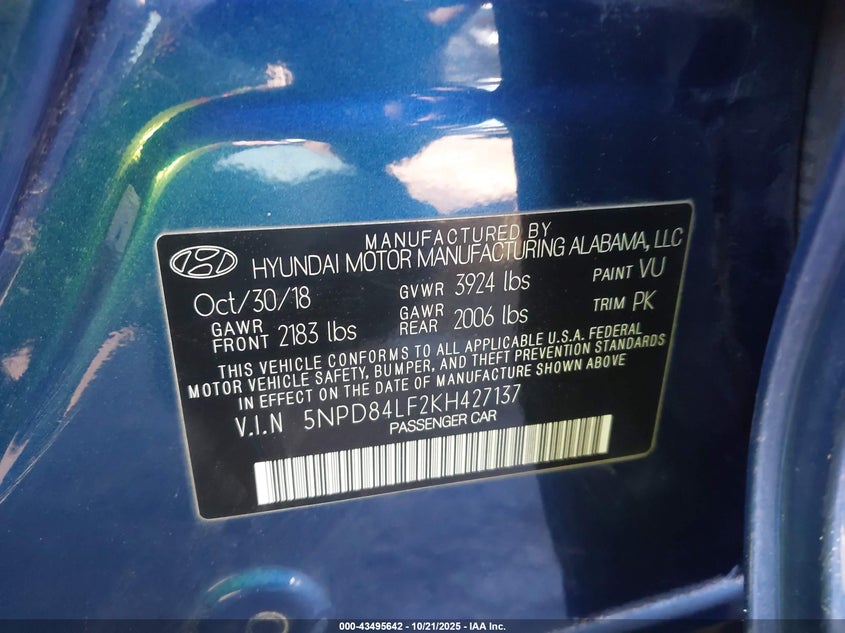 MANUFACTURED BY
HYUNDAI MOTOR MANUFACTURING ALABAMA, LLC
Oct/30/18 GVWR 3924 lbs PAINT VU
GAWR FRONT 2183 lbs GAWR REAR 2006 lbs TRIM PK
THIS VEHICLE CONFORMS TO ALL APPLICABLE U.S.A. FEDERAL
MOTOR VEHICLE SAFETY, BUMPER, AND THEFT PREVENTION STANDARDS
IN EFFECT ON THE DATE OF MANUFACTURE SHOWN ABOVE
V.I.N 5NPD84LF2KH427137
PASSENGER CAR
000-43495642 - 10/21/2025 - IAA Inc.